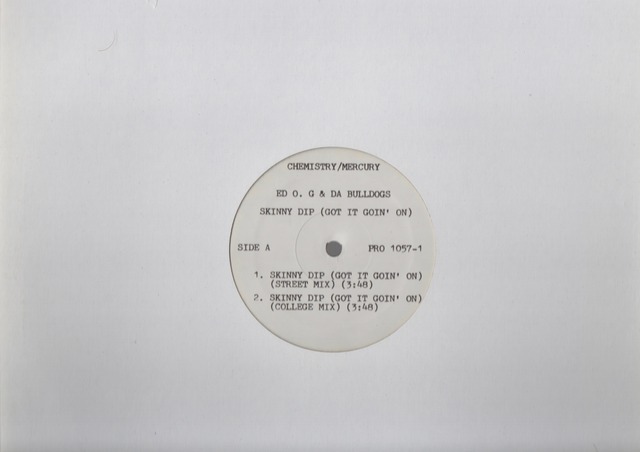 CHEMISTRY/MERCURY
ED O. G & DA BULLDOGS
SKINNY DIP (GOT IT GOIN' ON)
SIDE A PRO 1057-1
1. SKINNY DIP (GOT IT GOIN' ON)
(STREET MIX) (3:48)
2. SKINNY DIP (GOT IT GOIN' ON)
(COLLEGE MIX) (3:48)